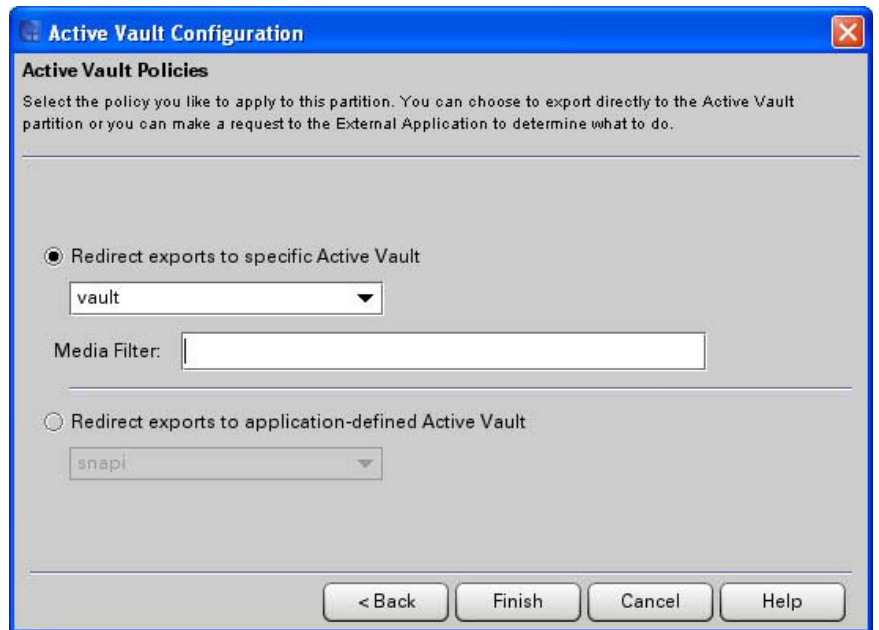 Active Vault Configuration
Active Vault Policies
Select the policy you like to apply to this partition. You can choose to export directly to the Active Vault
partition or you can make a request to the External Application to determine what to do.
Redirect exports to specific Active Vault
vault
Media Filter:
Redirect exports to application-defined Active Vault
snapi
< Back
Finish
Cancel
Help